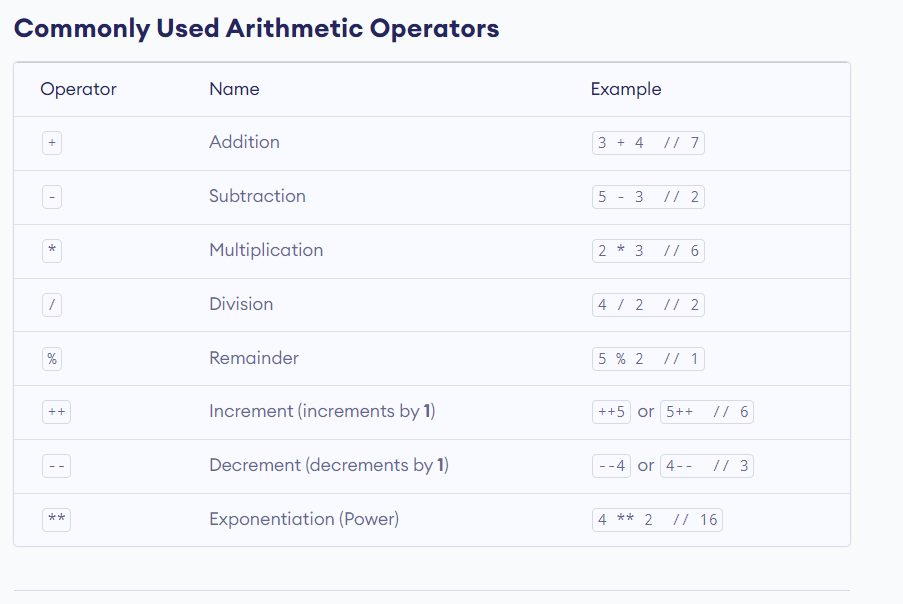 Commonly Used Arithmetic Operators
Operator Name Example
+ Addition 3 + 4 // 7
- Subtraction 5 - 3 // 2
* Multiplication 2 * 3 // 6
/ Division 4 / 2 // 2
% Remainder 5 % 2 // 1
++ Increment (increments by 1) ++5 or 5++ // 6
-- Decrement (decrements by 1) --4 or 4-- // 3
** Exponentiation (Power) 4 ** 2 // 16